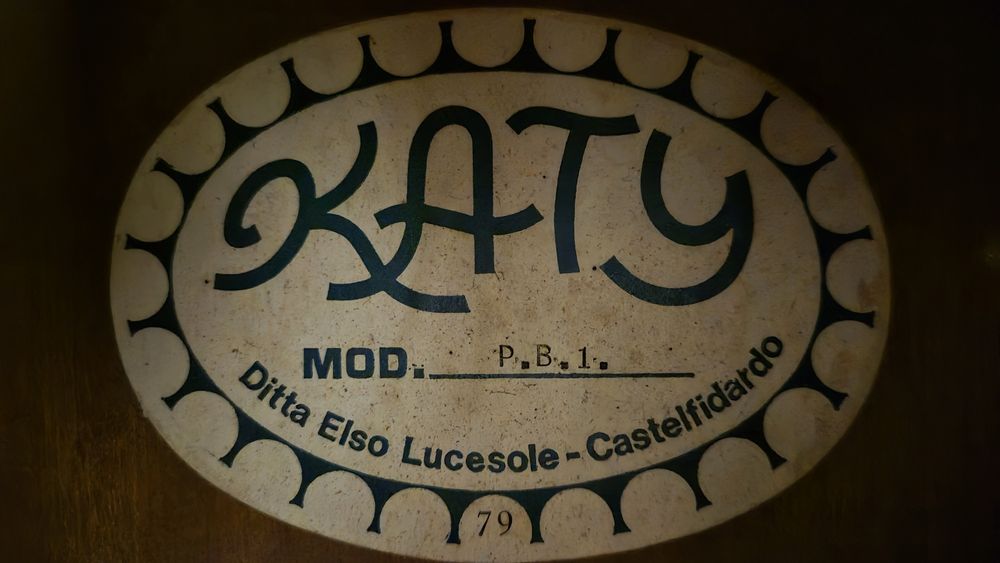 KATY
MOD. P.B.1.
Ditta Elso Lucesole - Castelfidardo
79